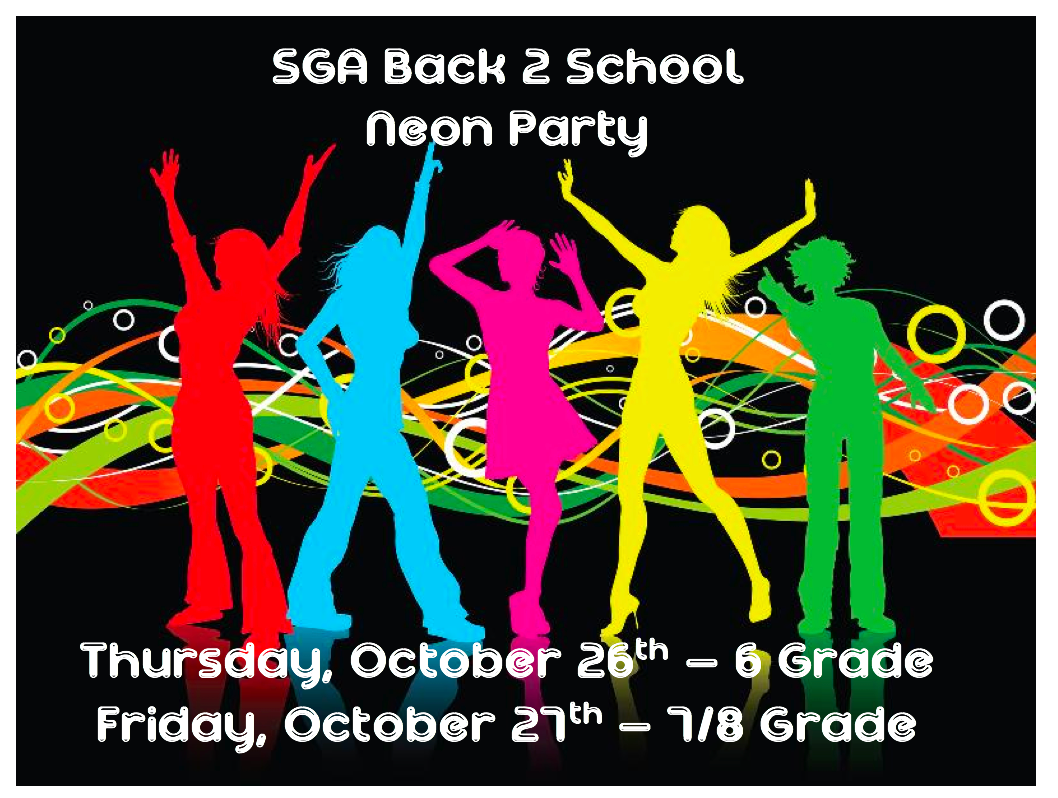 SGA Back 2 School
Neon Party
Thursday, October 26th – 6 Grade
Friday, October 27th – 7/8 Grade